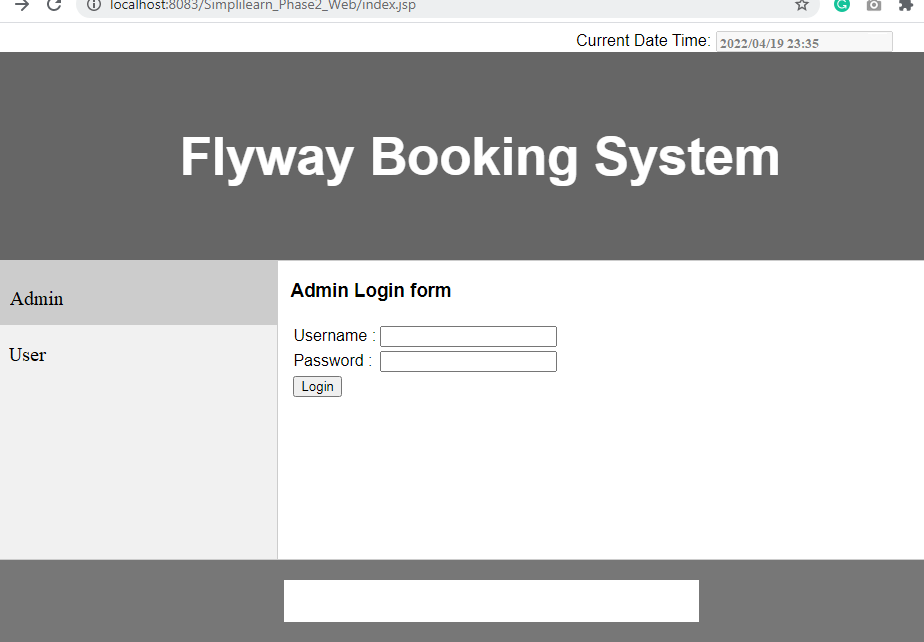 localhost:8083/Simplilearn_Phase2_Web/index.jsp
Current Date Time: 2022/04/19 23:35
Flyway Booking System
Admin
User
Admin Login form
Username :
Password :
Login